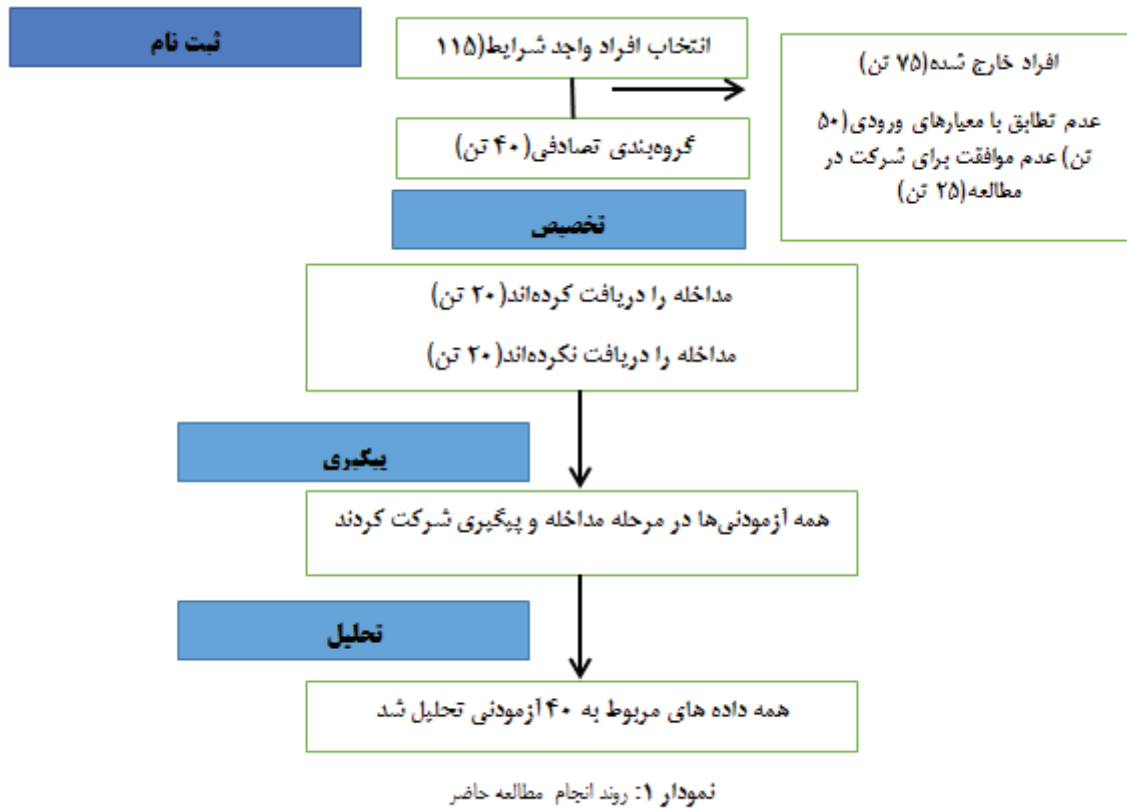 ثبت نام
انتخاب افراد واجد شرایط(۱۱۵
افراد خارج شده(۷۵ تن)
عدم تطابق با معیارهای ورودی(۵۰
تن) عدم موافقت برای شرکت در
مطالعه(۲۵ تن)
گروه‌بندی تصادفی(۴۰ تن)
تخصیص
مداخله را دریافت کرده‌اند(۲۰ تن)
مداخله را دریافت نکرده‌اند(۲۰ تن)
پیگیری
همه آزمودنی‌ها در مرحله مداخله و پیگیری شرکت کردند
تحلیل
همه داده های مربوط به ۴۰ آزمودنی تحلیل شد
نمودار ۱: روند انجام مطالعه حاضر